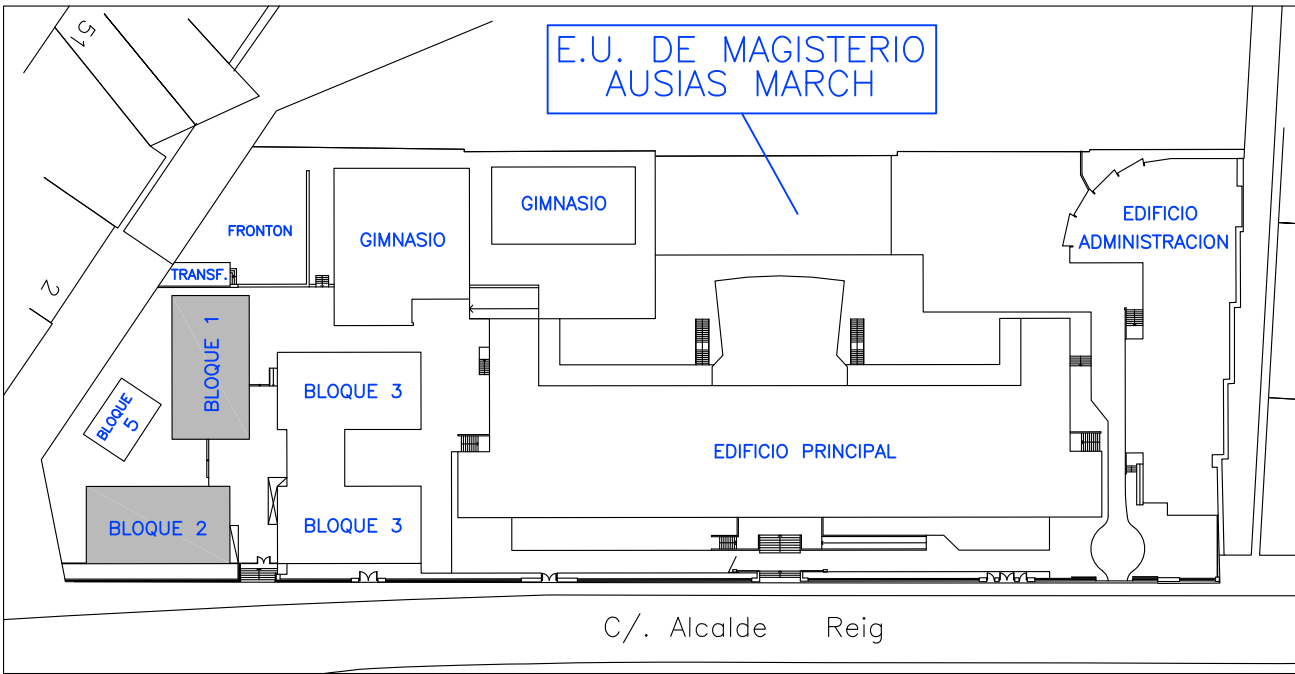 51
E.U. DE MAGISTERIO
AUSIAS MARCH
FRONTON
GIMNASIO
GIMNASIO
EDIFICIO
ADMINISTRACION
TRANSF.
21
BLOQUE 1
BLOQUE 3
BLOQUE
5
EDIFICIO PRINCIPAL
BLOQUE 2
BLOQUE 3
C/. Alcalde Reig